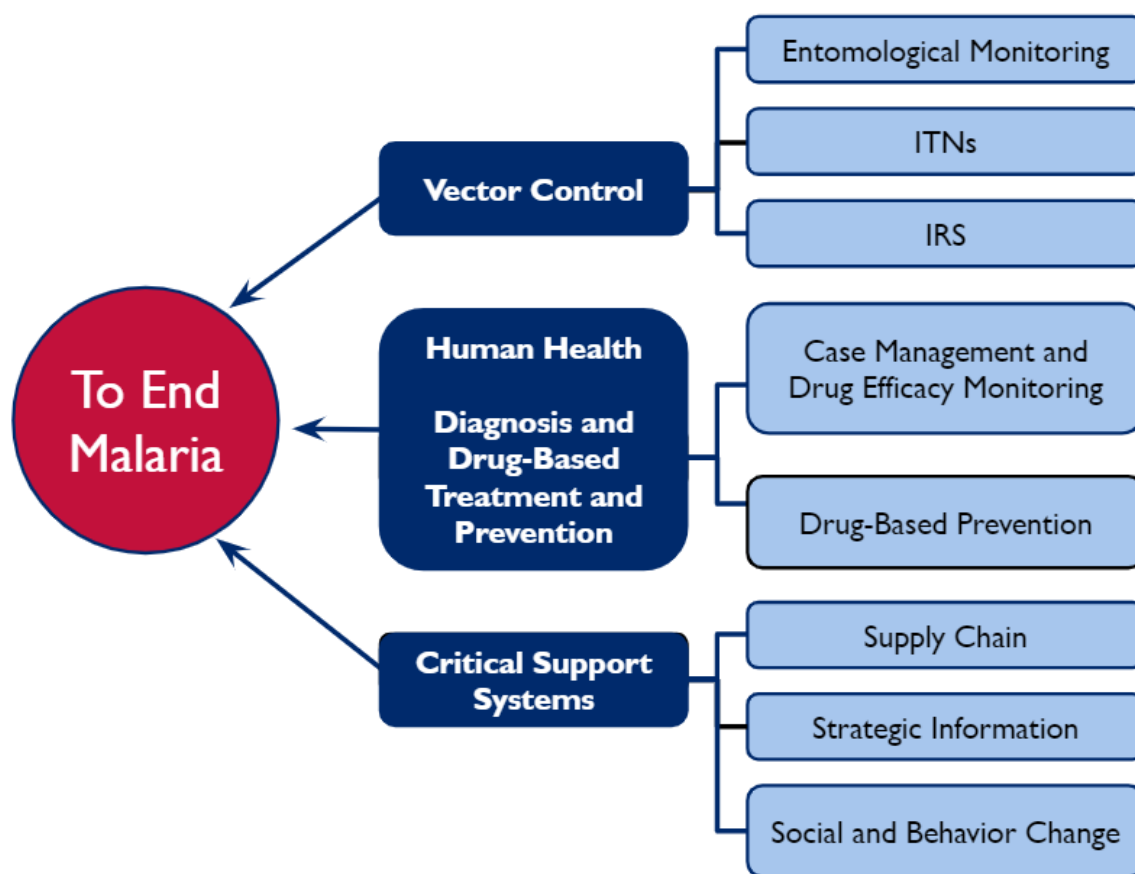 To End
Malaria
Vector Control
Entomological Monitoring
ITNs
IRS
Human Health
Diagnosis and
Drug-Based
Treatment and
Prevention
Case Management and
Drug Efficacy Monitoring
Drug-Based Prevention
Critical Support
Systems
Supply Chain
Strategic Information
Social and Behavior Change